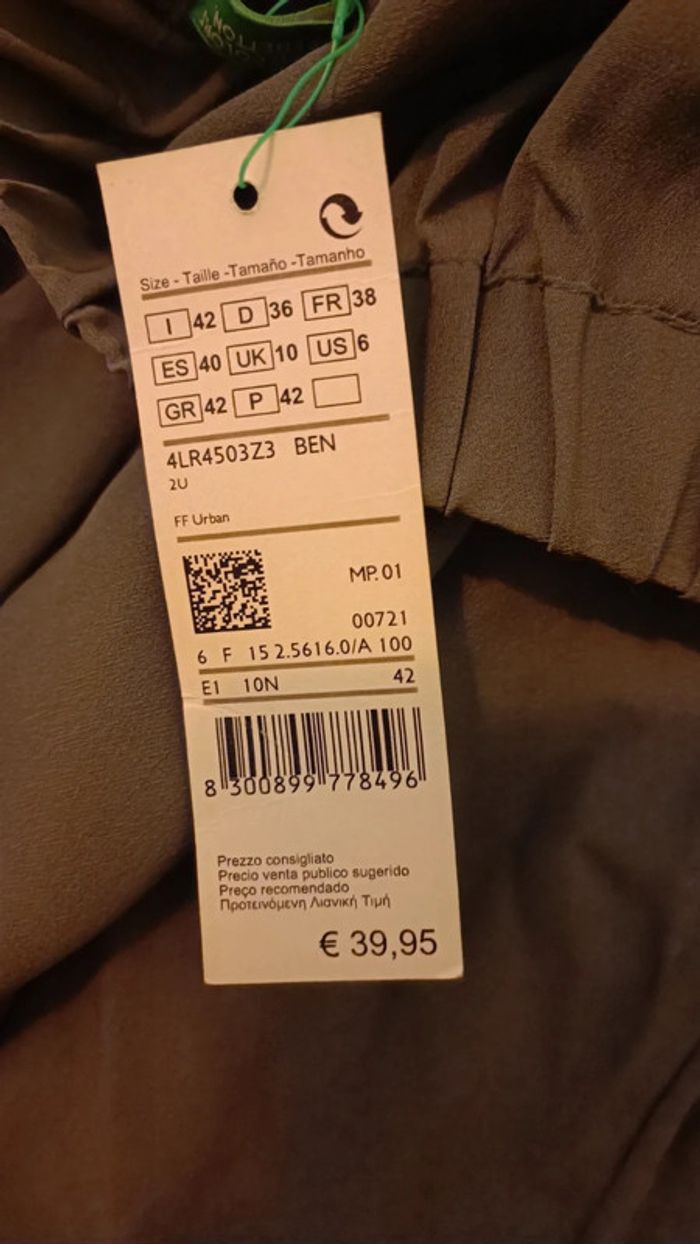 Size - Taille -Tamaño -Tamanho
I 42 D 36 FR 38
ES 40 UK 10 US 6
GR 42 P 42
4LR4503Z3 BEN
2U
FF Urban
MP.01
00721
6 F 15 2.5616.0/A 100
E1 10N 42
8 300899 778496
Prezzo consigliato
Precio venta publico sugerido
Preço recomendado
Προτεινόμενη Λιανική Τιμή
€ 39,95